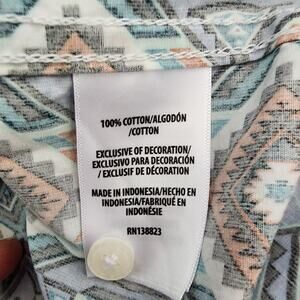 100% COTTON/ALGODÓN
/COTTON
EXCLUSIVE OF DECORATION/
EXCLUSIVO PARA DECORACIÓN
/ EXCLUSIF DE DECORATION
MADE IN INDONESIA/HECHO EN
INDONESIA/FABRIQUÉ EN
INDONÉSIE
RN138823